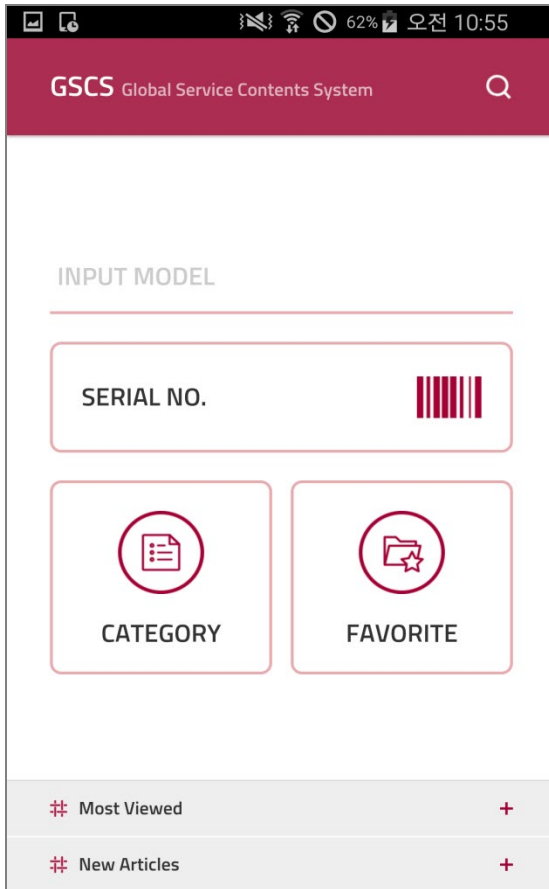 62% 오전 10:55
GSCS Global Service Contents System
INPUT MODEL
SERIAL NO.
CATEGORY FAVORITE
# Most Viewed +
# New Articles +